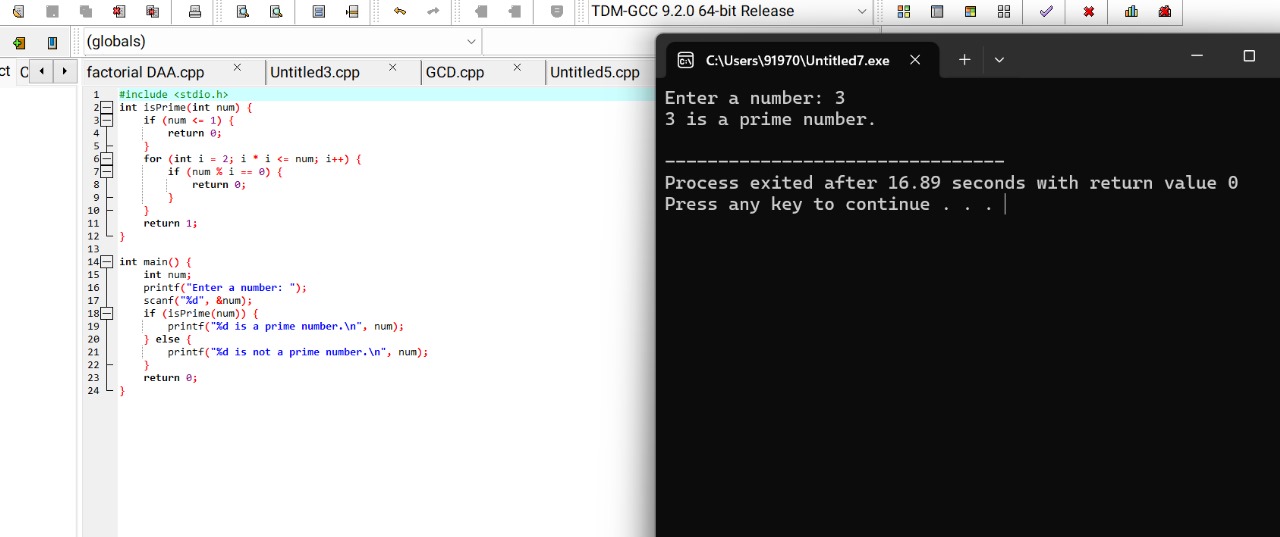 TDM-GCC 9.2.0 64-bit Release
(globals)
ct C
factorial DAA.cpp Untitled3.cpp GCD.cpp Untitled5.cpp
1 #include <stdio.h>
2 int isPrime(int num) {
3 if (num <= 1) {
4 return 0;
5 }
6 for (int i = 2; i * i <= num; i++) {
7 if (num % i == 0) {
8 return 0;
9 }
10 }
11 return 1;
12 }
13
14 int main() {
15 int num;
16 printf("Enter a number: ");
17 scanf("%d", &num);
18 if (isPrime(num)) {
19 printf("%d is a prime number.\n", num);
20 } else {
21 printf("%d is not a prime number.\n", num);
22 }
23 return 0;
24 }
C:\Users\91970\Untitled7.exe
Enter a number: 3
3 is a prime number.
--------------------------------
Process exited after 16.89 seconds with return value 0
Press any key to continue . . .